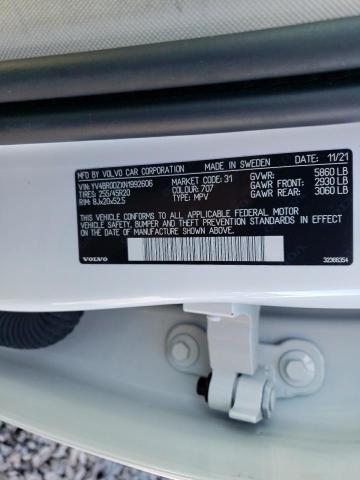 MFD. BY VOLVO CAR CORPORATION MADE IN SWEDEN DATE: 11/21
VIN: YV4BR0DZXN1992606 MARKET CODE: 31 GVWR: 5860 LB
TIRES: 255/45R20 COLOUR: 707 GAWR FRONT: 2930 LB
RIM: 8Jx20x52.5 TYPE: MPV GAWR REAR: 3060 LB
THIS VEHICLE CONFORMS TO ALL APPLICABLE FEDERAL MOTOR
VEHICLE SAFETY, BUMPER AND THEFT PREVENTION STANDARDS IN EFFECT
ON THE DATE OF MANUFACTURE SHOWN ABOVE.
VOLVO
32368354